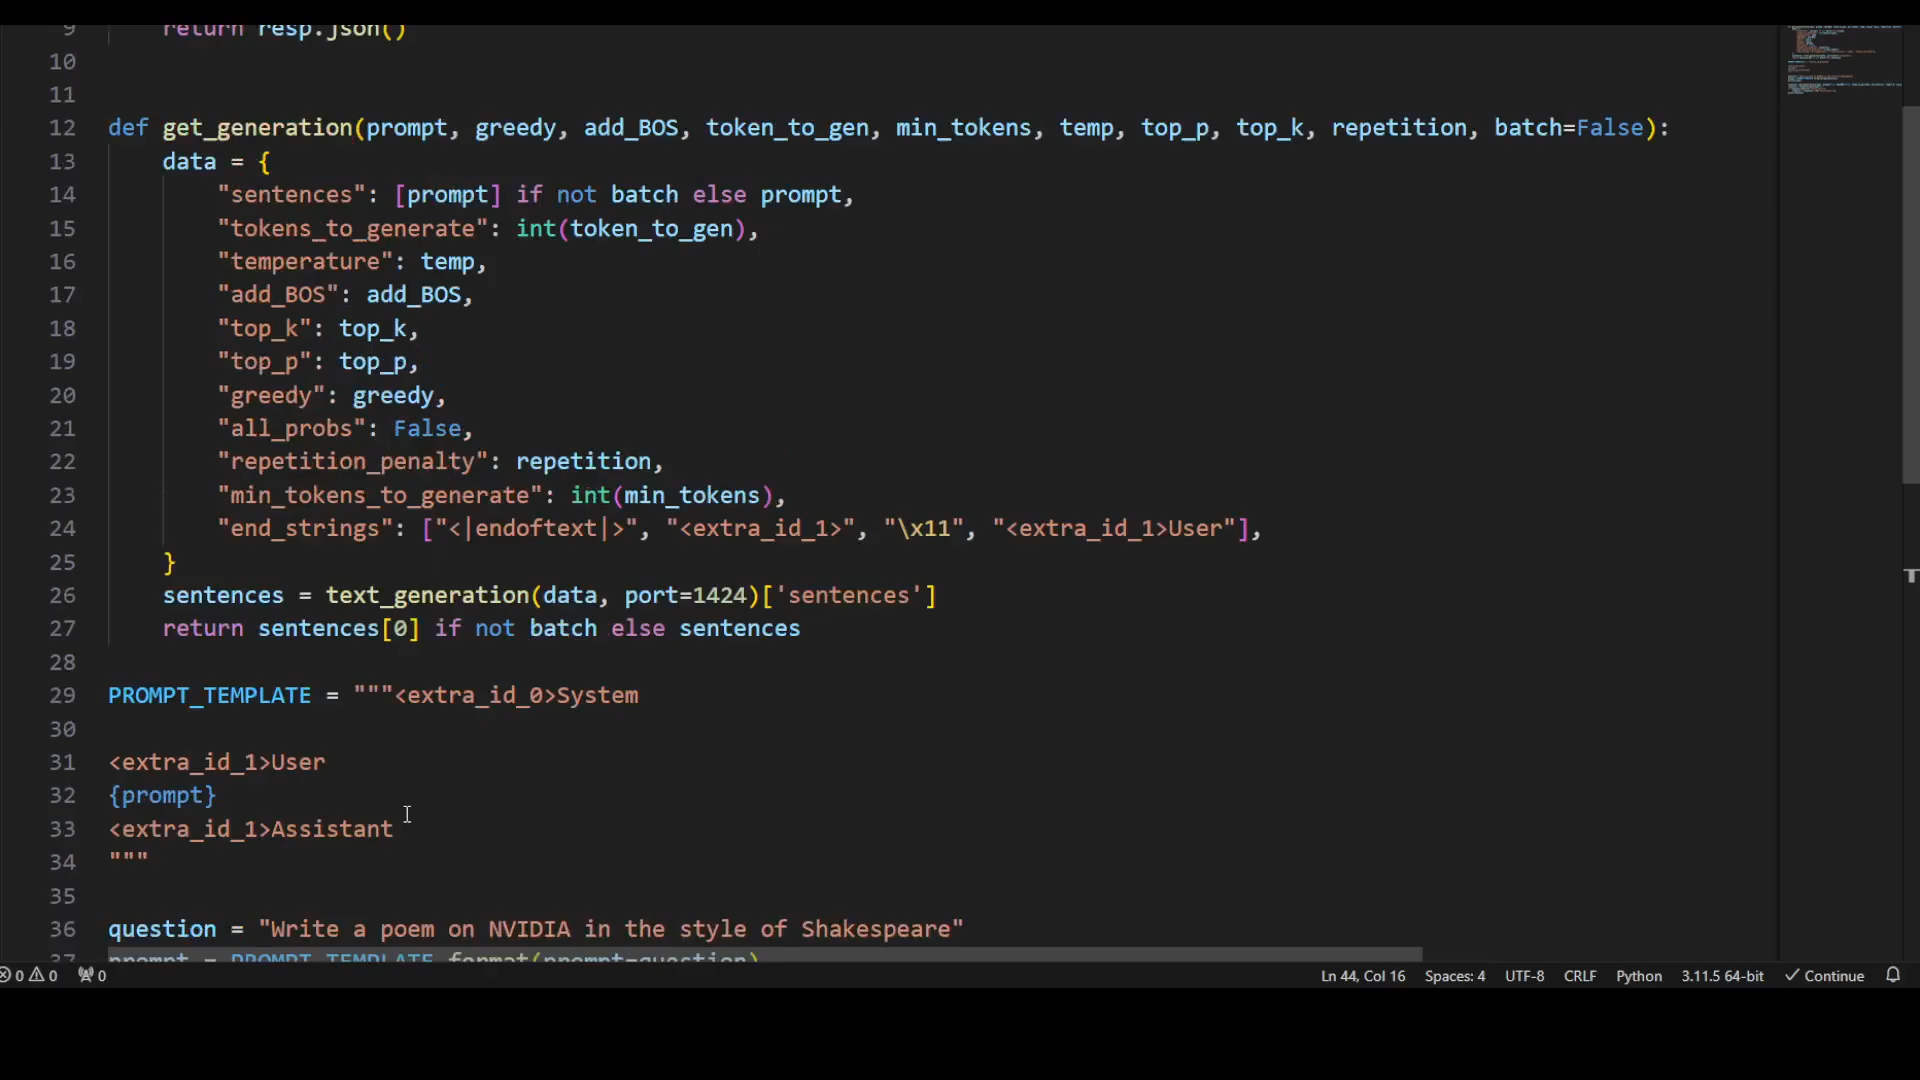 9 return resp.json()
10
11
12 def get_generation(prompt, greedy, add_BOS, token_to_gen, min_tokens, temp, top_p, top_k, repetition, batch=False):
13 data = {
14 "sentences": [prompt] if not batch else prompt,
15 "tokens_to_generate": int(token_to_gen),
16 "temperature": temp,
17 "add_BOS": add_BOS,
18 "top_k": top_k,
19 "top_p": top_p,
20 "greedy": greedy,
21 "all_probs": False,
22 "repetition_penalty": repetition,
23 "min_tokens_to_generate": int(min_tokens),
24 "end_strings": ["<|endoftext|>", "<extra_id_1>", "\x11", "<extra_id_1>User"],
25 }
26 sentences = text_generation(data, port=1424)['sentences']
27 return sentences[0] if not batch else sentences
28
29 PROMPT_TEMPLATE = """<extra_id_0>System
30
31 <extra_id_1>User
32 {prompt}
33 <extra_id_1>Assistant
34 """
35
36 question = "Write a poem on NVIDIA in the style of Shakespeare"
37 prompt = PROMPT_TEMPLATE.format(prompt=question)
0 0 0 Ln 44, Col 16 Spaces: 4 UTF-8 CRLF Python 3.11.5 64-bit Continue